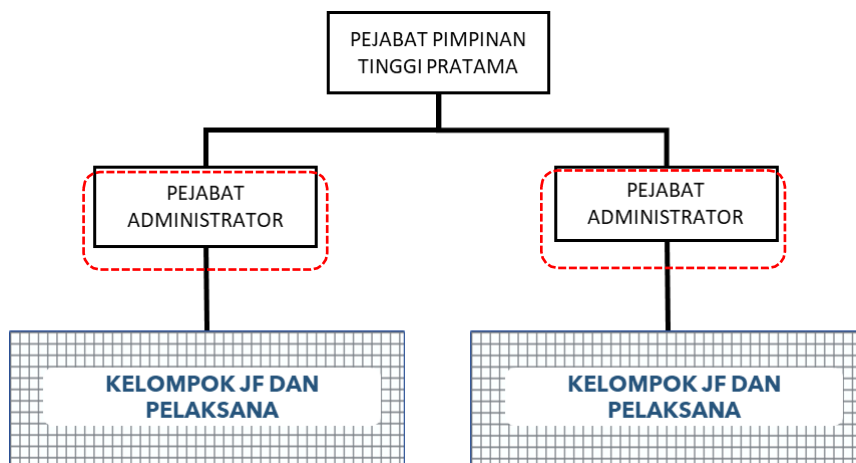 PEJABAT PIMPINAN
TINGGI PRATAMA
PEJABAT
ADMINISTRATOR
PEJABAT
ADMINISTRATOR
KELOMPOK JF DAN
PELAKSANA
KELOMPOK JF DAN
PELAKSANA